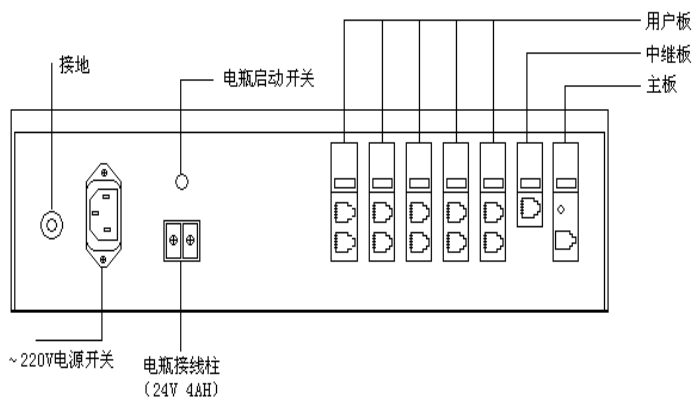 用户板
中继板
主板
接地
电瓶启动开关
~220V电源开关
电瓶接线柱
(24V 4AH)